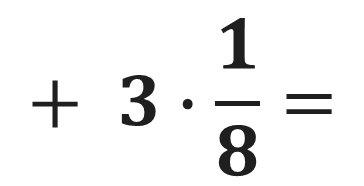 + 3 · 1/8 =